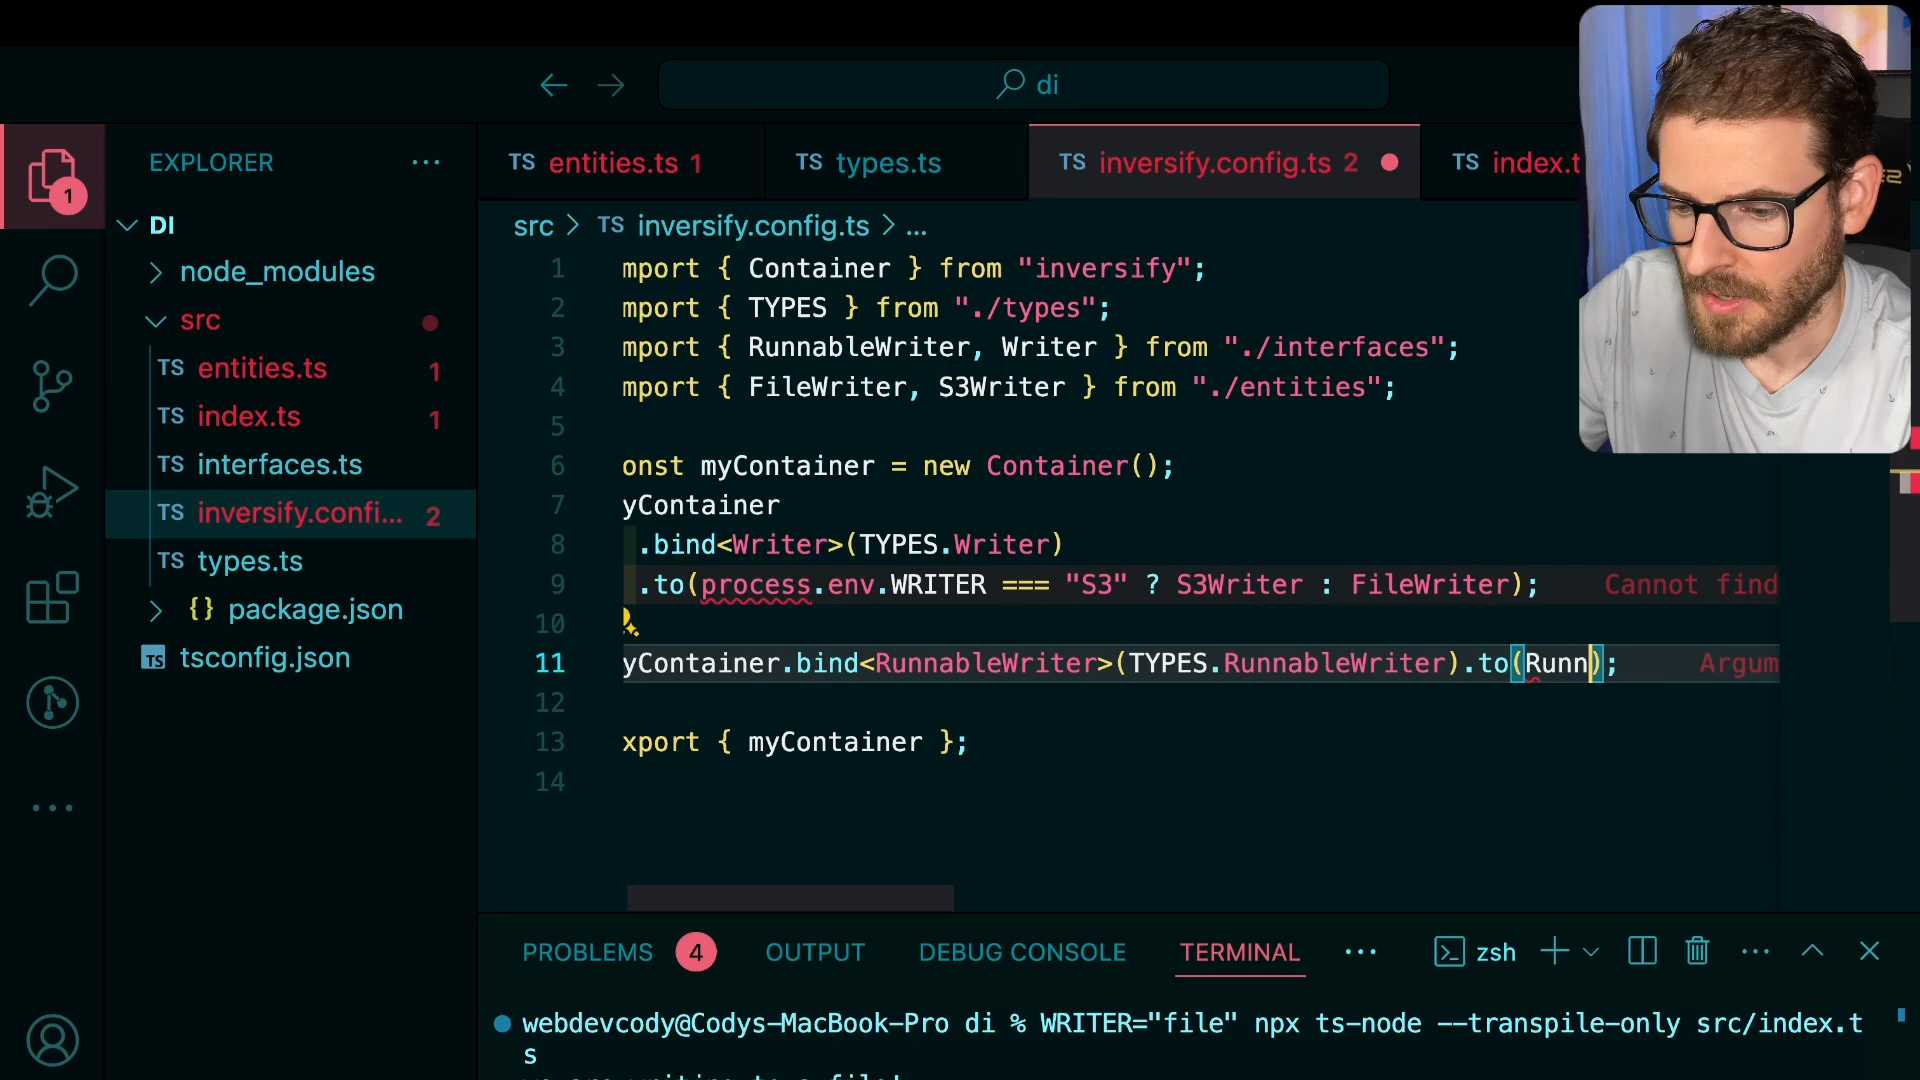 di
EXPLORER
DI
node_modules
src
TS entities.ts 1
TS index.ts 1
TS interfaces.ts
TS inversify.confi... 2
TS types.ts
{} package.json
TS tsconfig.json
1
TS entities.ts 1
TS types.ts
TS inversify.config.ts 2
TS index.t
src > TS inversify.config.ts > ...
1 mport { Container } from "inversify";
2 mport { TYPES } from "./types";
3 mport { RunnableWriter, Writer } from "./interfaces";
4 mport { FileWriter, S3Writer } from "./entities";
5
6 onst myContainer = new Container();
7 yContainer
8 .bind<Writer>(TYPES.Writer)
9 .to(process.env.WRITER === "S3" ? S3Writer : FileWriter); Cannot find
10
11 yContainer.bind<RunnableWriter>(TYPES.RunnableWriter).to(Runn); Argum
12
13 xport { myContainer };
14
PROBLEMS 4 OUTPUT DEBUG CONSOLE TERMINAL ... zsh
webdevcody@Codys-MacBook-Pro di % WRITER="file" npx ts-node --transpile-only src/index.t
s